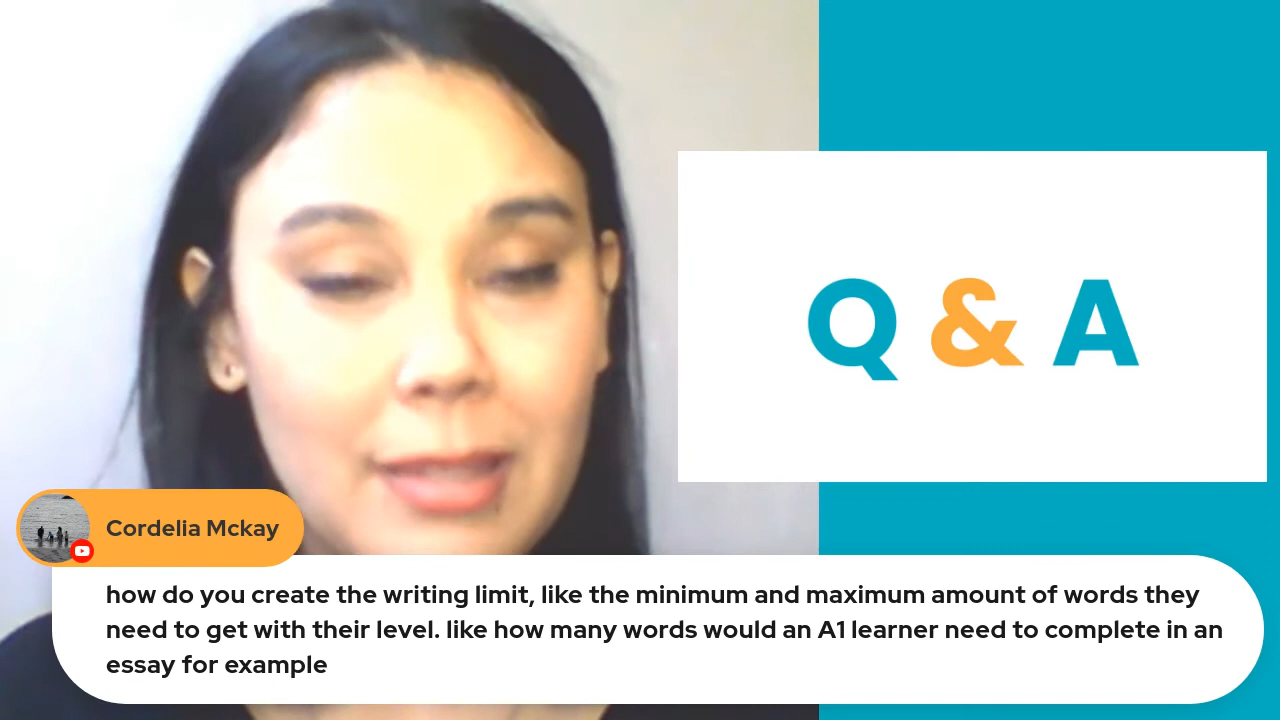 Q & A
Cordelia Mckay
how do you create the writing limit, like the minimum and maximum amount of words they
need to get with their level. like how many words would an A1 learner need to complete in an
essay for example